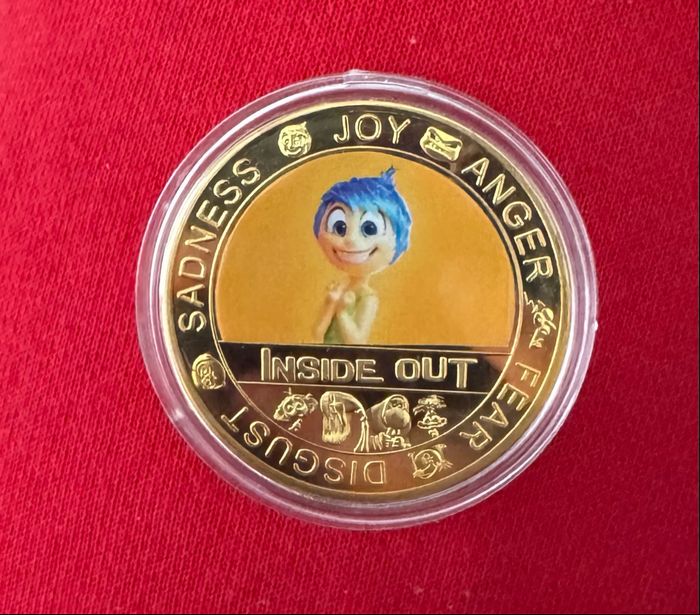 JOY
ANGER
FEAR
DISGUST
SADNESS
INSIDE OUT